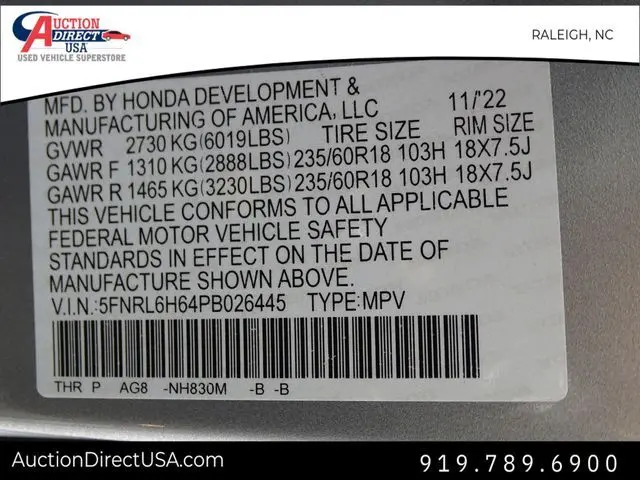 AUCTION
DIRECT
USA
USED VEHICLE SUPERSTORE
RALEIGH, NC
MFD. BY HONDA DEVELOPMENT &
MANUFACTURING OF AMERICA, LLC 11/'22
GVWR 2730 KG(6019LBS) TIRE SIZE RIM SIZE
GAWR F 1310 KG(2888LBS)235/60R18 103H 18X7.5J
GAWR R 1465 KG(3230LBS)235/60R18 103H 18X7.5J
THIS VEHICLE CONFORMS TO ALL APPLICABLE
FEDERAL MOTOR VEHICLE SAFETY
STANDARDS IN EFFECT ON THE DATE OF
MANUFACTURE SHOWN ABOVE.
V.I.N.:5FNRL6H64PB026445 TYPE:MPV
THR P AG8 -NH830M -B -B
AuctionDirectUSA.com 919.789.6900